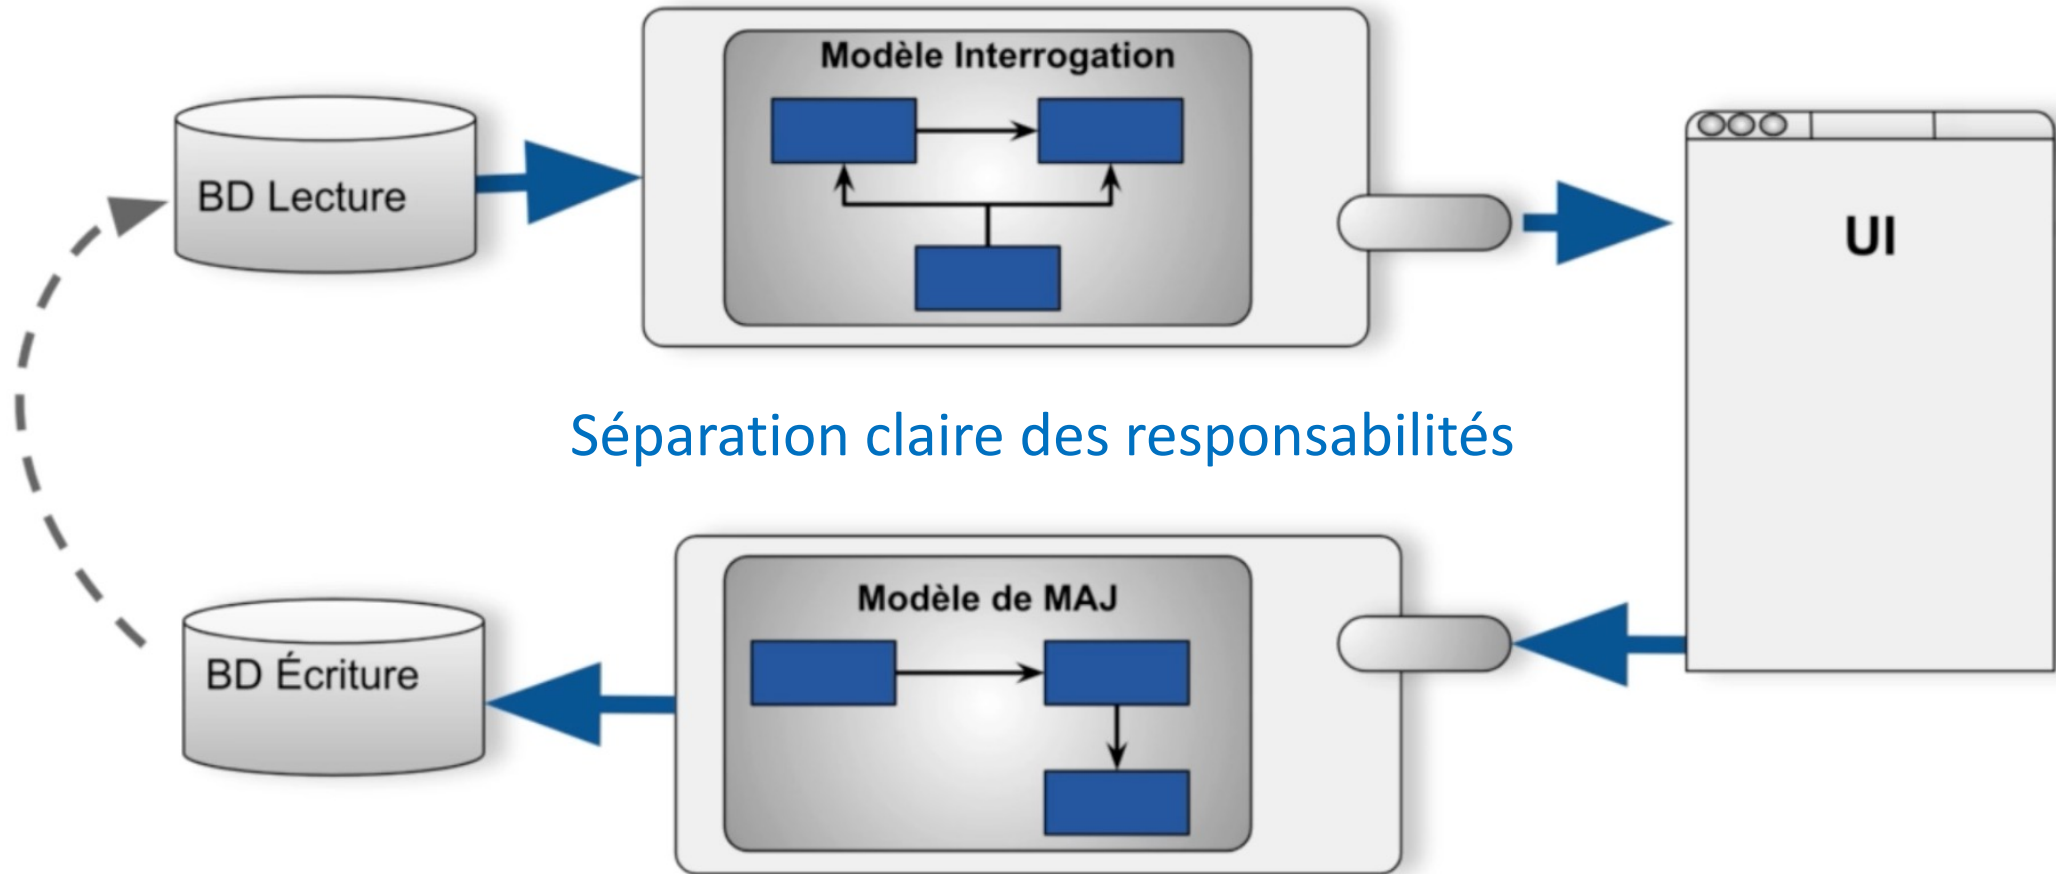 Modèle Interrogation
BD Lecture
UI
Séparation claire des responsabilités
Modèle de MAJ
BD Écriture